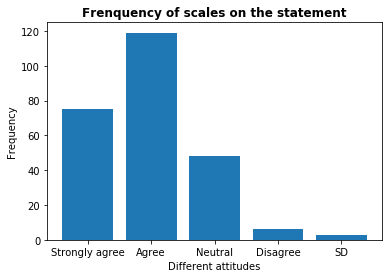 Frenquency of scales on the statement
120
100
80
60
40
20
0
Frequency
Strongly agree Agree Neutral Disagree SD
Different attitudes